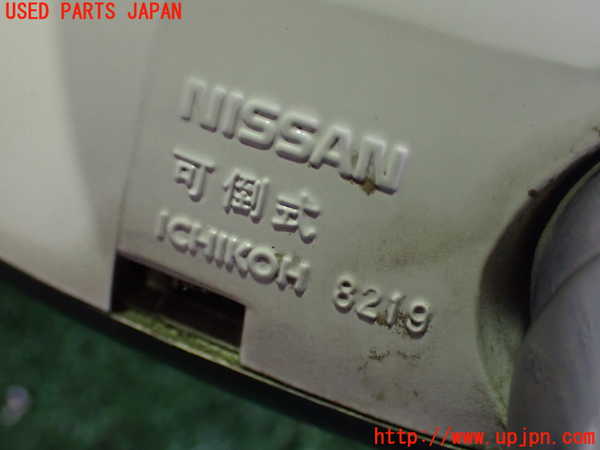 USED PARTS JAPAN
NISSAN
可倒式
ICHIKOH 8219
http://www.upjpn.com/